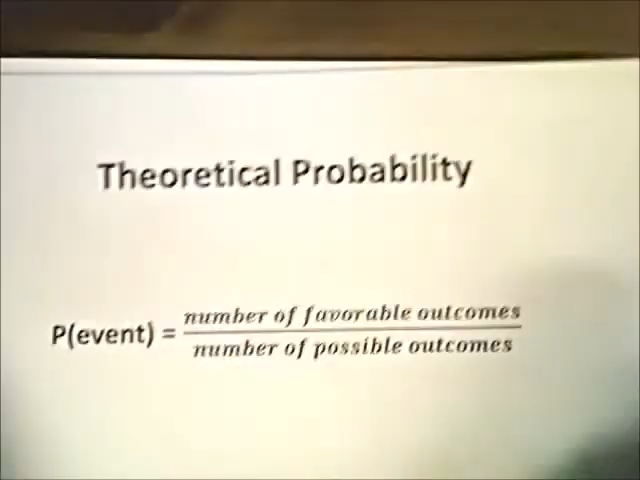 Theoretical Probability
P(event) = number of favorable outcomes
number of possible outcomes